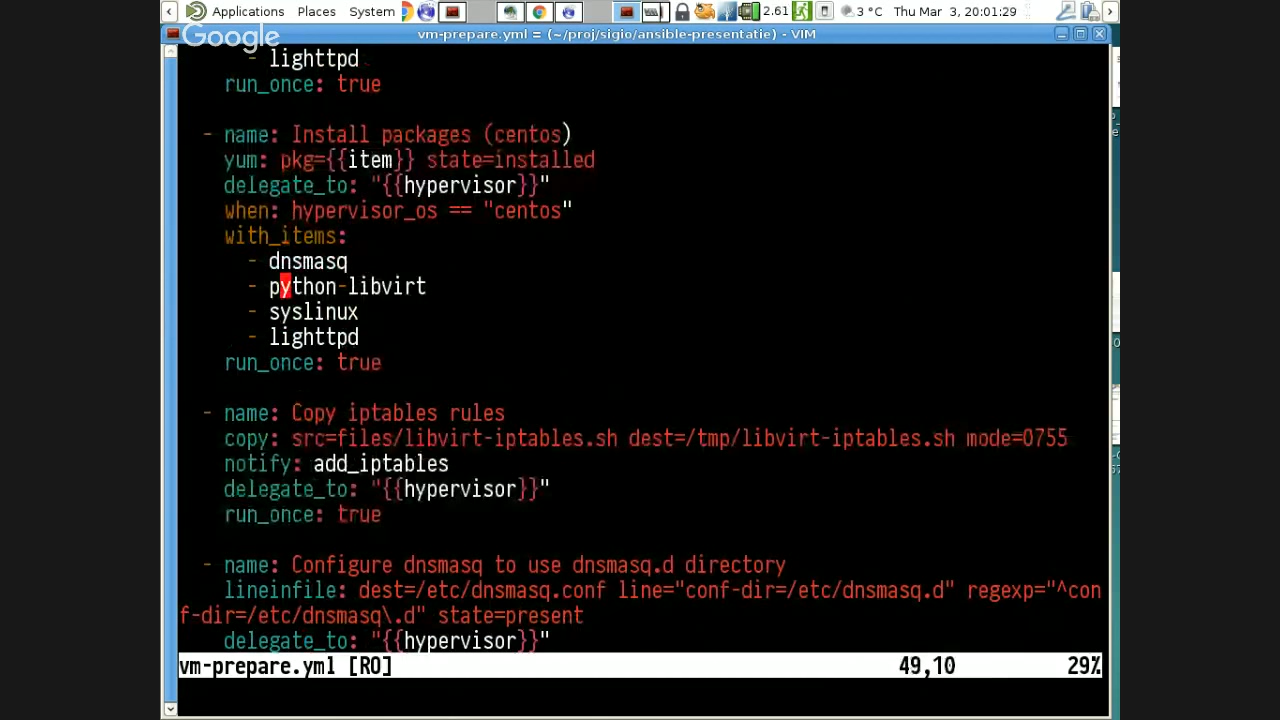 Applications Places System 2.61 3 °C Thu Mar 3, 20:01:29
Google
vm-prepare.yml = (~/proj/sigio/ansible-presentatie) - VIM
- lighttpd
run_once: true
- name: Install packages (centos)
yum: pkg={{item}} state=installed
delegate_to: "{{hypervisor}}"
when: hypervisor_os == "centos"
with_items:
- dnsmasq
- python-libvirt
- syslinux
- lighttpd
run_once: true
- name: Copy iptables rules
copy: src=files/libvirt-iptables.sh dest=/tmp/libvirt-iptables.sh mode=0755
notify: add_iptables
delegate_to: "{{hypervisor}}"
run_once: true
- name: Configure dnsmasq to use dnsmasq.d directory
lineinfile: dest=/etc/dnsmasq.conf line="conf-dir=/etc/dnsmasq.d" regexp="^con
f-dir=/etc/dnsmasq\.d" state=present
delegate_to: "{{hypervisor}}"
vm-prepare.yml [RO] 49,10 29%